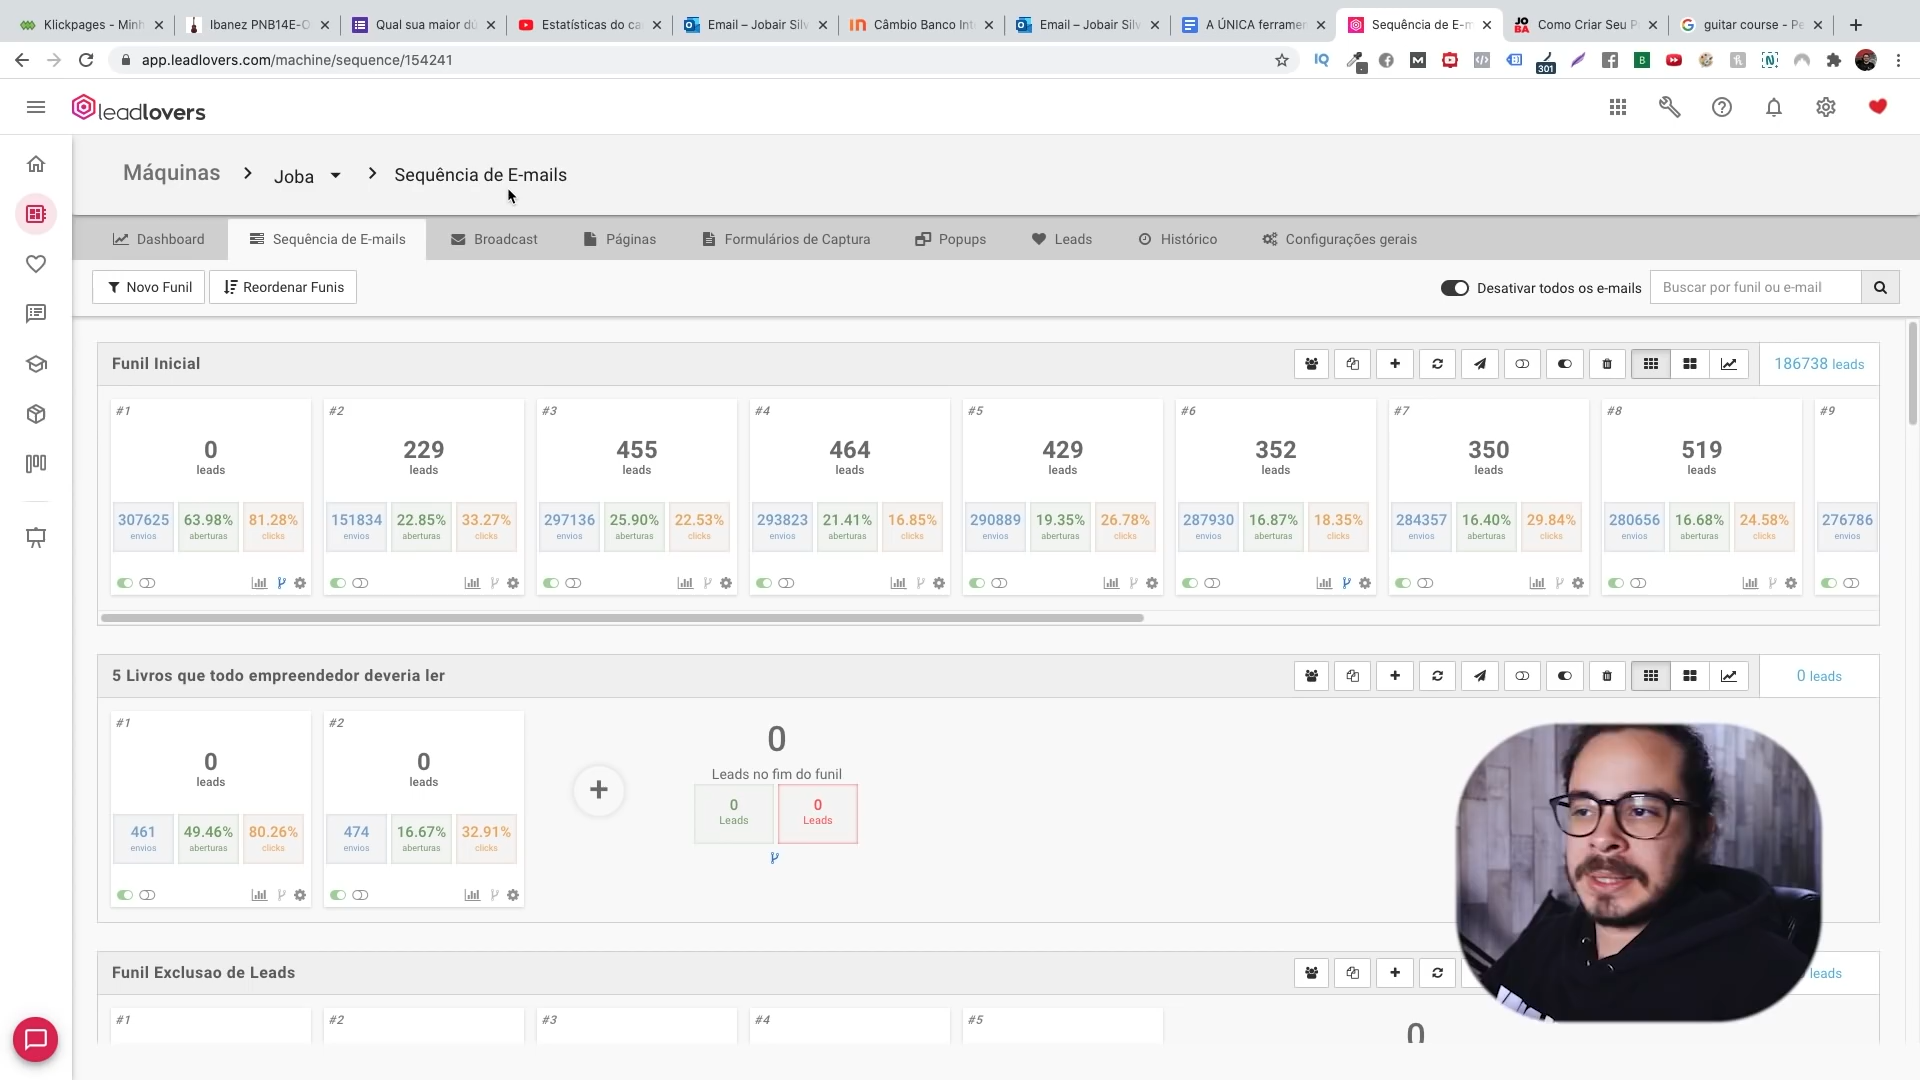 Klickpages - Minh
Ibanez PNB14E-O
Qual sua maior dú
Estatísticas do ca
Email – Jobair Silv
Câmbio Banco Int
Email – Jobair Silv
A ÚNICA ferramen
Sequência de E-m
Como Criar Seu P
guitar course - Pe
app.leadlovers.com/machine/sequence/154241
301
leadlovers
Máquinas > Joba > Sequência de E-mails
Dashboard
Sequência de E-mails
Broadcast
Páginas
Formulários de Captura
Popups
Leads
Histórico
Configurações gerais
Novo Funil
Reordenar Funis
Desativar todos os e-mails
Buscar por funil ou e-mail
Funil Inicial
186738 leads
#1 #2 #3 #4 #5 #6 #7 #8 #9
0 229 455 464 429 352 350 519
leads leads leads leads leads leads leads leads
307625 63.98% 81.28% 151834 22.85% 33.27% 297136 25.90% 22.53% 293823 21.41% 16.85% 290889 19.35% 26.78% 287930 16.87% 18.35% 284357 16.40% 29.84% 280656 16.68% 24.58% 276786
envios aberturas clicks envios aberturas clicks envios aberturas clicks envios aberturas clicks envios aberturas clicks envios aberturas clicks envios aberturas clicks envios aberturas clicks envios
5 Livros que todo empreendedor deveria ler
0 leads
#1 #2
0 0
leads leads
461 49.46% 80.26% 474 16.67% 32.91%
envios aberturas clicks envios aberturas clicks
0
Leads no fim do funil
0 0
Leads Leads
Funil Exclusao de Leads
leads
#1 #2 #3 #4 #5
0